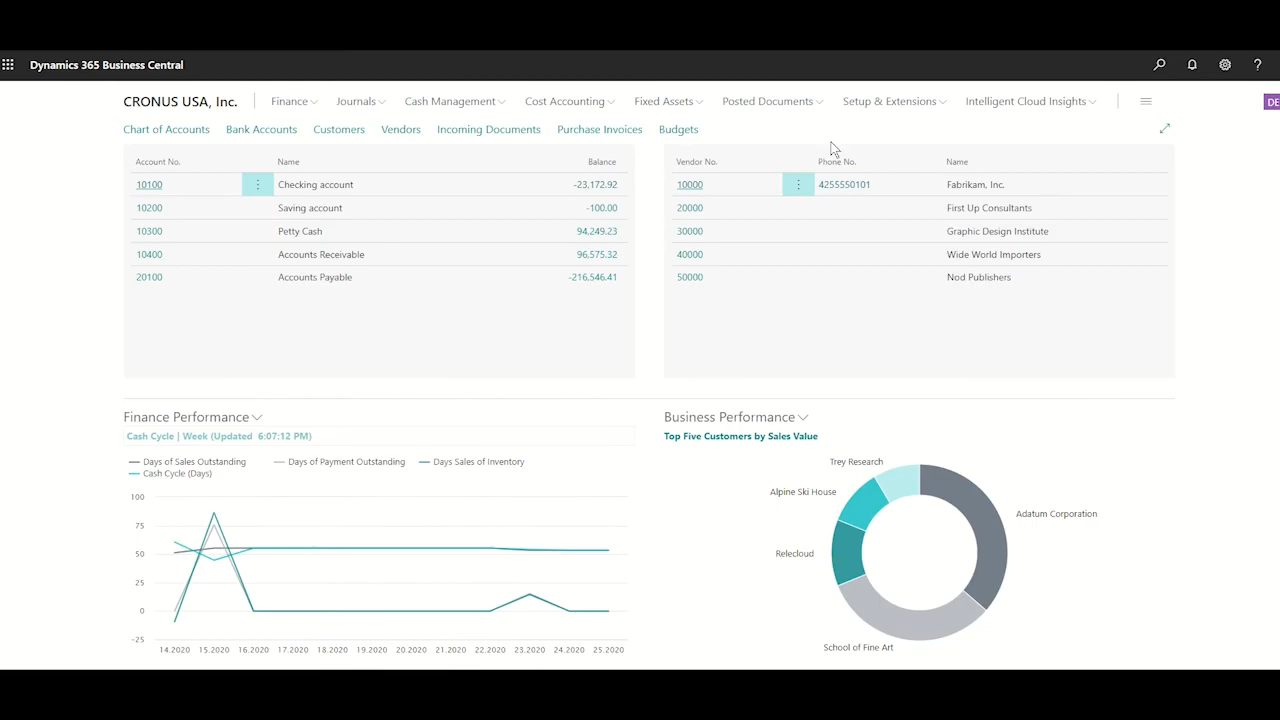 Dynamics 365 Business Central
CRONUS USA, Inc. Finance Journals Cash Management Cost Accounting Fixed Assets Posted Documents Setup & Extensions Intelligent Cloud Insights
DE
Chart of Accounts Bank Accounts Customers Vendors Incoming Documents Purchase Invoices Budgets
Account No. Name Balance
10100 Checking account -23,172.92
10200 Saving account -100.00
10300 Petty Cash 94,249.23
10400 Accounts Receivable 96,575.32
20100 Accounts Payable -216,546.41
Vendor No. Phone No. Name
10000 4255550101 Fabrikam, Inc.
20000 First Up Consultants
30000 Graphic Design Institute
40000 Wide World Importers
50000 Nod Publishers
Finance Performance
Cash Cycle | Week (Updated 6:07:12 PM)
Days of Sales Outstanding Days of Payment Outstanding Days Sales of Inventory
Cash Cycle (Days)
100
75
50
25
0
-25
14.2020 15.2020 16.2020 17.2020 18.2020 19.2020 20.2020 21.2020 22.2020 23.2020 24.2020 25.2020
Business Performance
Top Five Customers by Sales Value
Trey Research
Alpine Ski House
Adatum Corporation
Relecloud
School of Fine Art